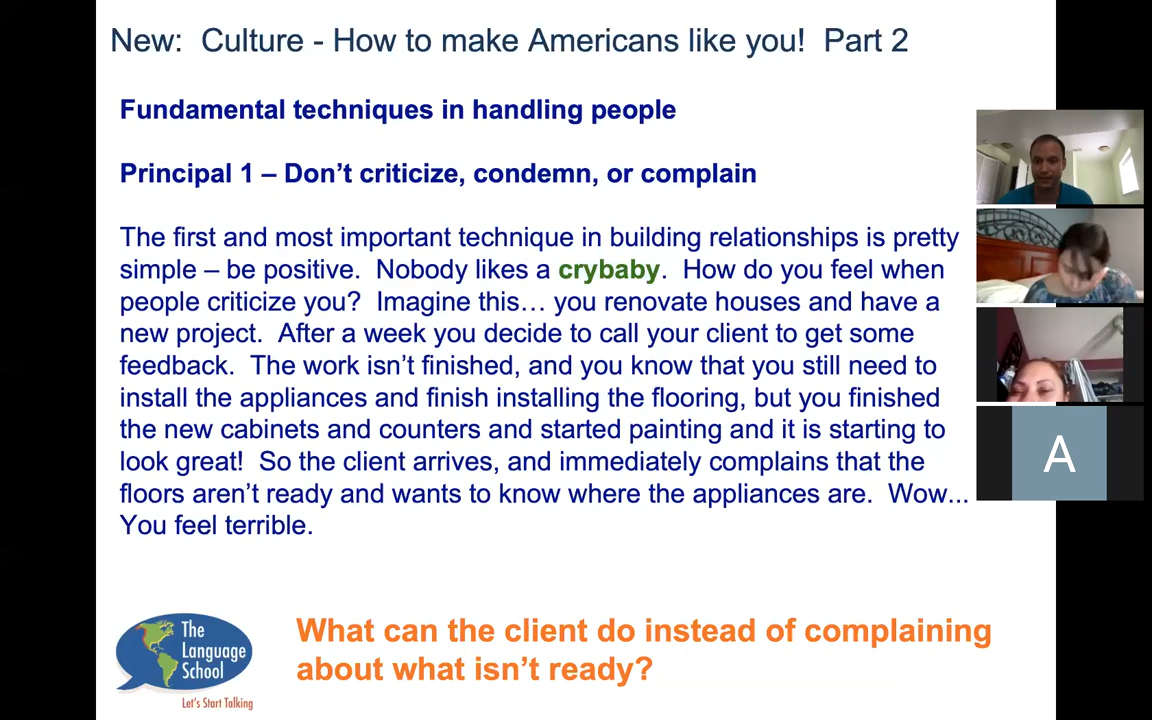 New: Culture - How to make Americans like you! Part 2
Fundamental techniques in handling people
Principal 1 – Don't criticize, condemn, or complain
The first and most important technique in building relationships is pretty
simple – be positive. Nobody likes a crybaby. How do you feel when
people criticize you? Imagine this… you renovate houses and have a
new project. After a week you decide to call your client to get some
feedback. The work isn't finished, and you know that you still need to
install the appliances and finish installing the flooring, but you finished
the new cabinets and counters and started painting and it is starting to
look great! So the client arrives, and immediately complains that the
floors aren't ready and wants to know where the appliances are. Wow...
You feel terrible.
A
The
Language
School
Let's Start Talking
What can the client do instead of complaining
about what isn't ready?